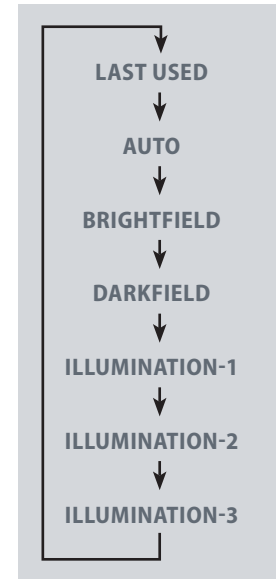 LAST USED
AUTO
BRIGHTFIELD
DARKFIELD
ILLUMINATION-1
ILLUMINATION-2
ILLUMINATION-3